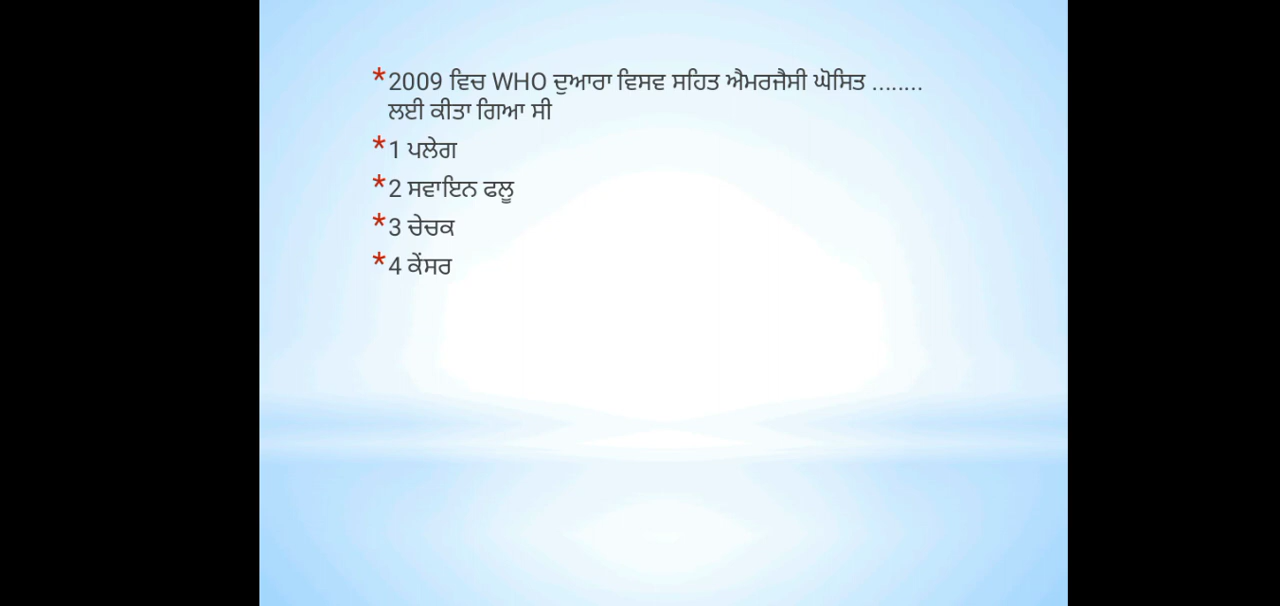 *2009 ਵਿਚ WHO ਦੁਆਰਾ ਵਿਸਵ ਸਹਿਤ ਐਮਰਜੈਸੀ ਘੋਸਿਤ ........
ਲਈ ਕੀਤਾ ਗਿਆ ਸੀ
*1 ਪਲੇਗ
*2 ਸਵਾਇਨ ਫਲੂ
*3 ਚੇਚਕ
*4 ਕੇਂਸਰ